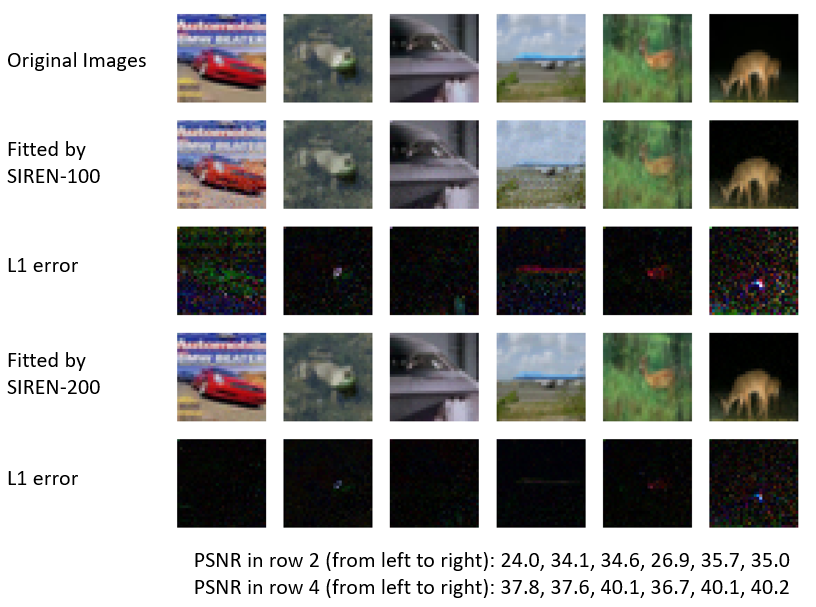 Original Images
Fitted by
SIREN-100
L1 error
Fitted by
SIREN-200
L1 error
PSNR in row 2 (from left to right): 24.0, 34.1, 34.6, 26.9, 35.7, 35.0
PSNR in row 4 (from left to right): 37.8, 37.6, 40.1, 36.7, 40.1, 40.2